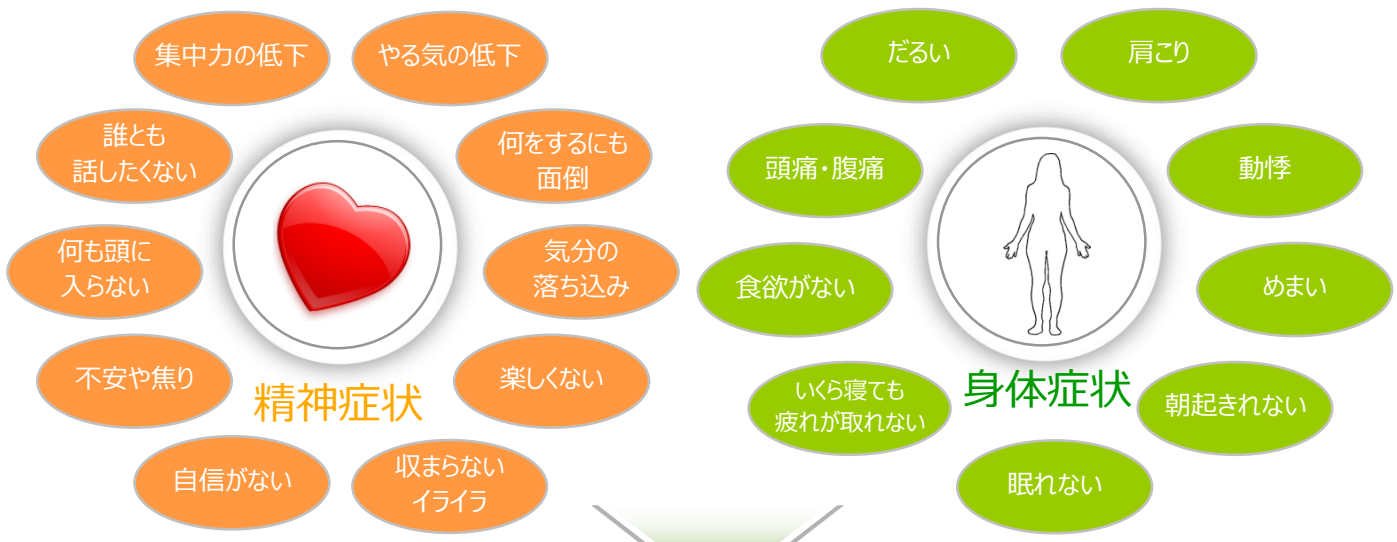 集中力の低下
やる気の低下
誰とも
話したくない
何をするにも
面倒
何も頭に
入らない
気分の
落ち込み
不安や焦り
楽しくない
精神症状
自信がない
収まらない
イライラ
だるい
肩こり
頭痛・腹痛
動悸
食欲がない
めまい
いくら寝ても
疲れが取れない
身体症状
朝起きれない
眠れない